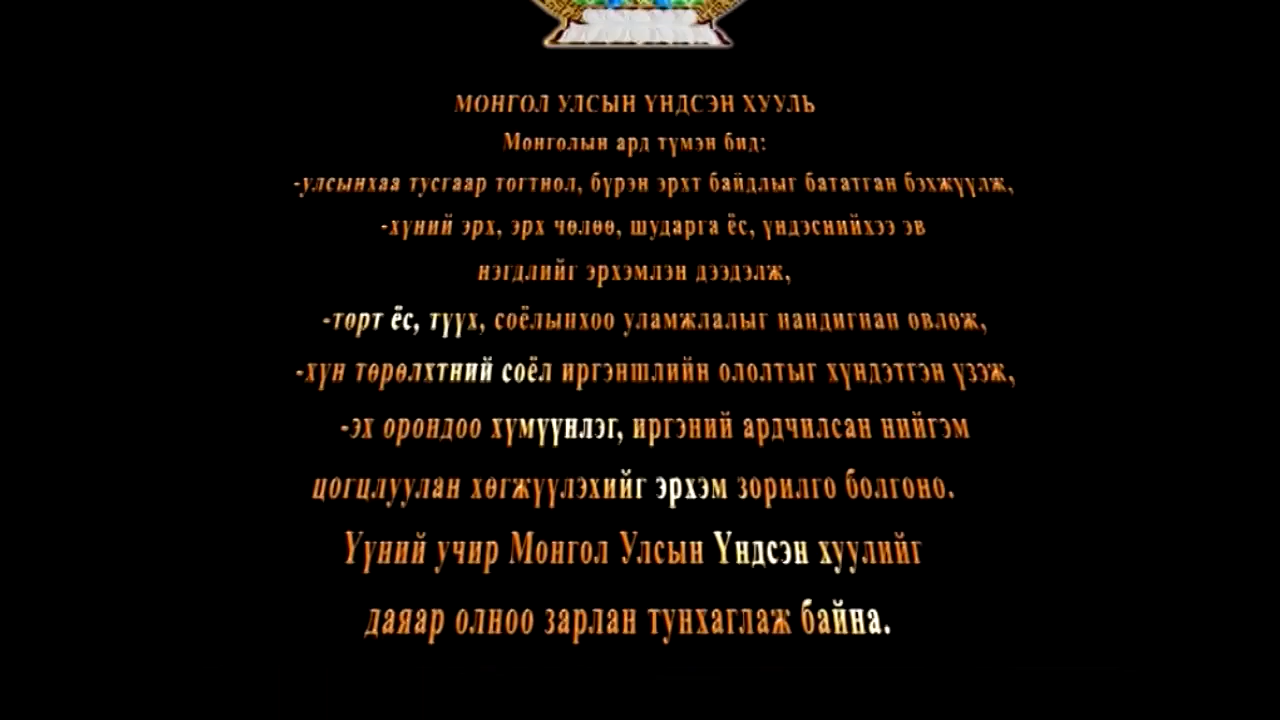 МОНГОЛ УЛСЫН ҮНДСЭН ХУУЛЬ
Монголын ард түмэн бид:
-улсынхаа тусгаар тогтнол, бүрэн эрхт байдлыг бататган бэхжүүлж,
-хүний эрх, эрх чөлөө, шударга ёс, үндэснийхээ эв
нэгдлийг эрхэмлэн дээдэлж,
-төрт ёс, түүх, соёлынхоо уламжлалыг нандигнан өвлөж,
-хүн төрөлхтний соёл иргэншлийн ололтыг хүндэтгэн үзэж,
-эх орондоо хүмүүнлэг, иргэний ардчилсан нийгэм
цогцлуулан хөгжүүлэхийг эрхэм зорилго болгоно.
Үүний учир Монгол Улсын Үндсэн хуулийг
даяар олноо зарлан тунхаглаж байна.